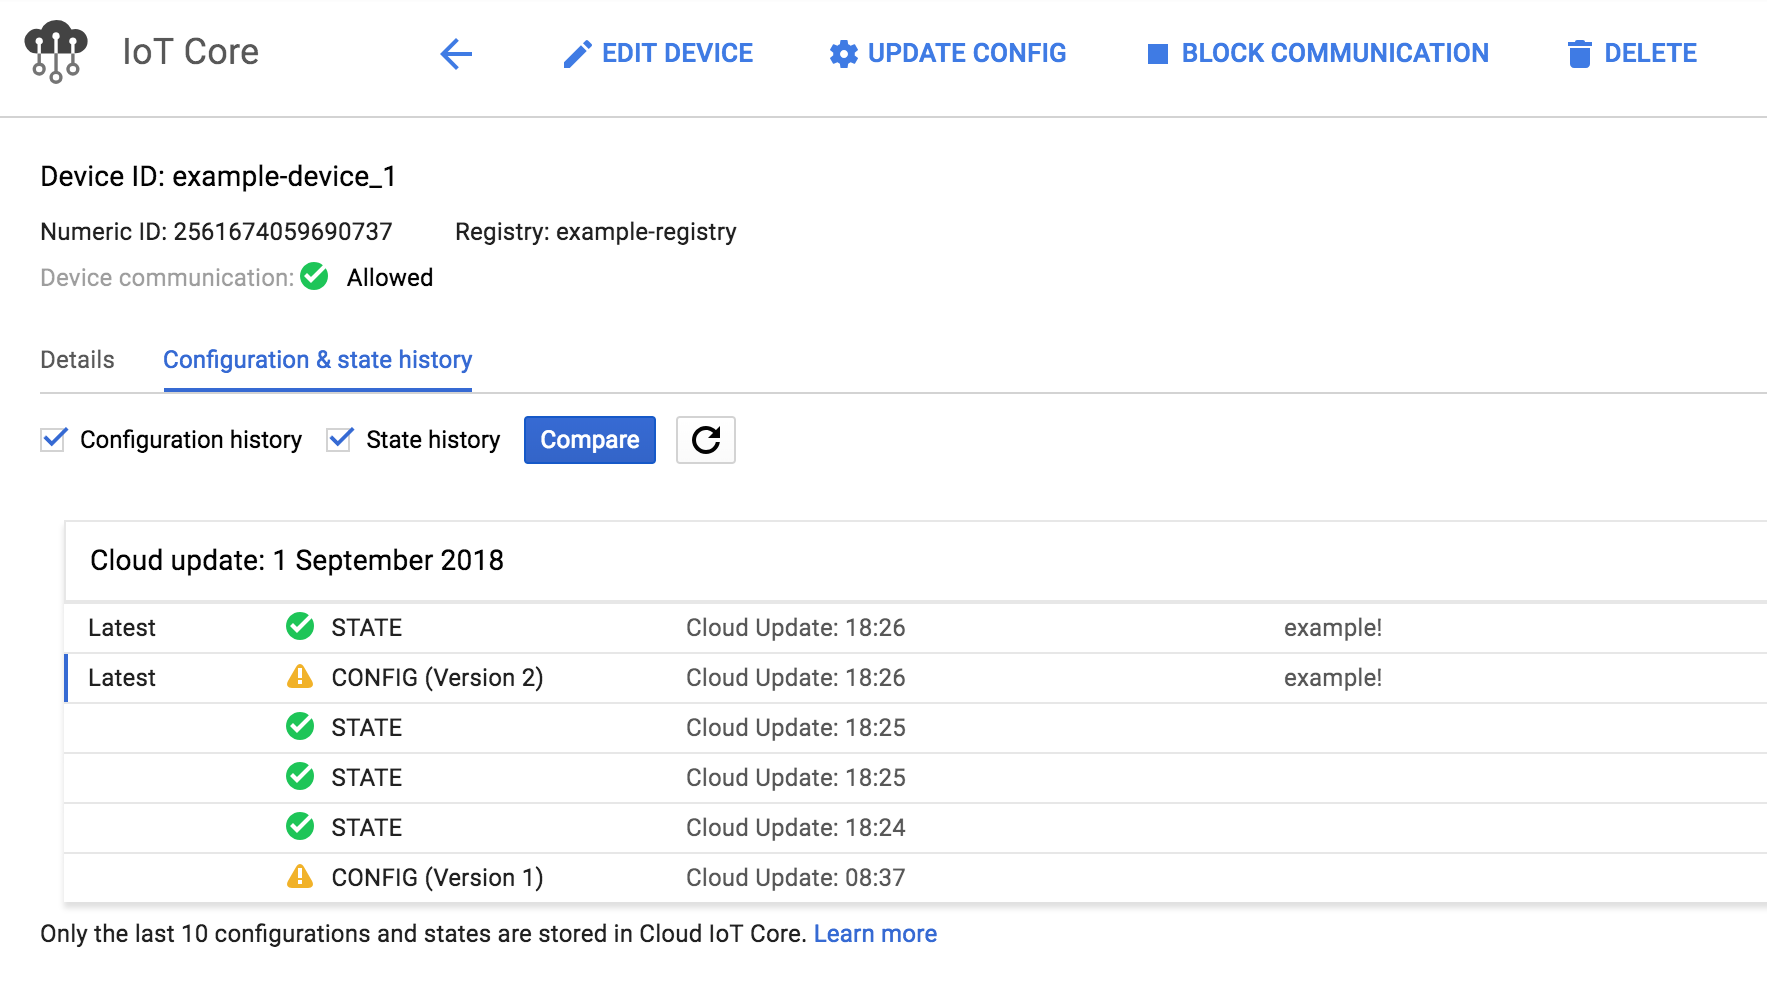 IoT Core EDIT DEVICE UPDATE CONFIG BLOCK COMMUNICATION DELETE
Device ID: example-device_1
Numeric ID: 2561674059690737 Registry: example-registry
Device communication: Allowed
Details Configuration & state history
Configuration history State history Compare
Cloud update: 1 September 2018
Latest STATE Cloud Update: 18:26 example!
Latest CONFIG (Version 2) Cloud Update: 18:26 example!
STATE Cloud Update: 18:25
STATE Cloud Update: 18:25
STATE Cloud Update: 18:24
CONFIG (Version 1) Cloud Update: 08:37
Only the last 10 configurations and states are stored in Cloud IoT Core. Learn more